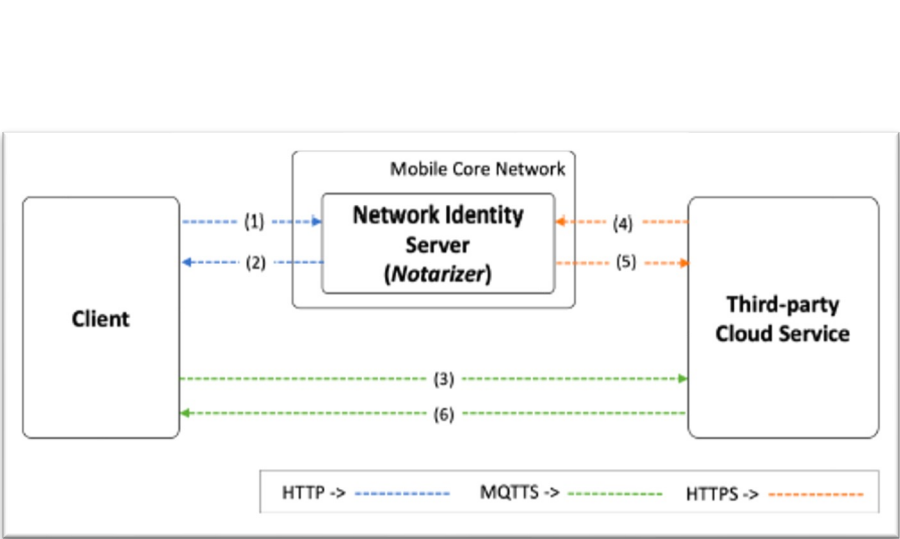 Mobile Core Network
Network Identity
Server
(Notarizer)
(1)
(2)
(4)
(5)
Client
Third-party
Cloud Service
(3)
(6)
HTTP -> MQTTS -> HTTPS ->